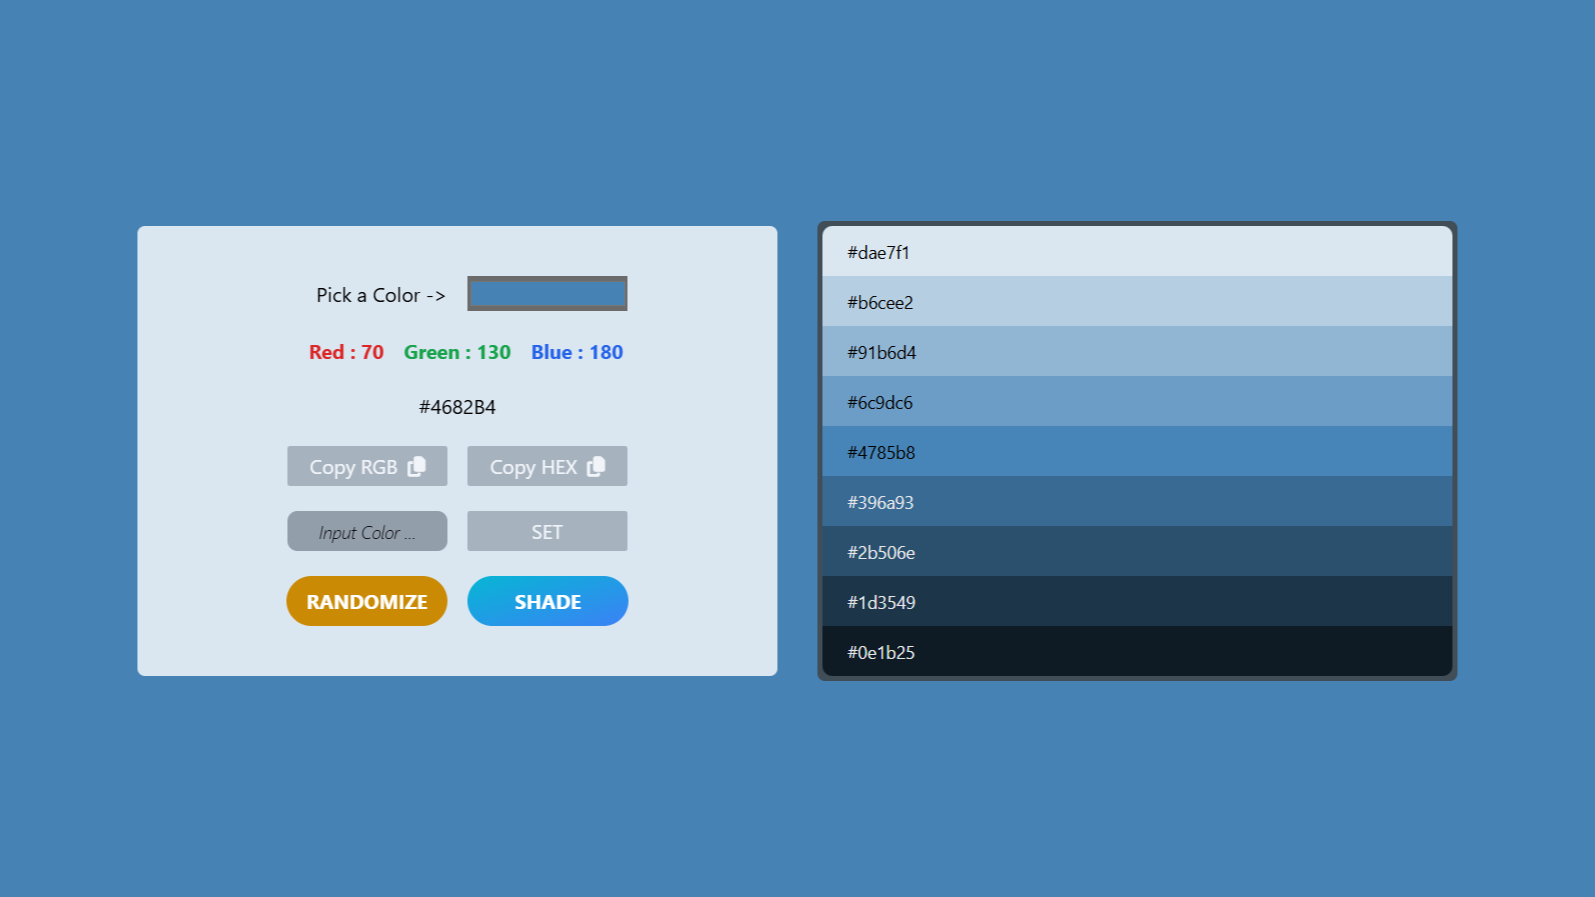 Pick a Color ->
Red : 70 Green : 130 Blue : 180
#4682B4
Copy RGB Copy HEX
Input Color ... SET
RANDOMIZE SHADE
#dae7f1
#b6cee2
#91b6d4
#6c9dc6
#4785b8
#396a93
#2b506e
#1d3549
#0e1b25